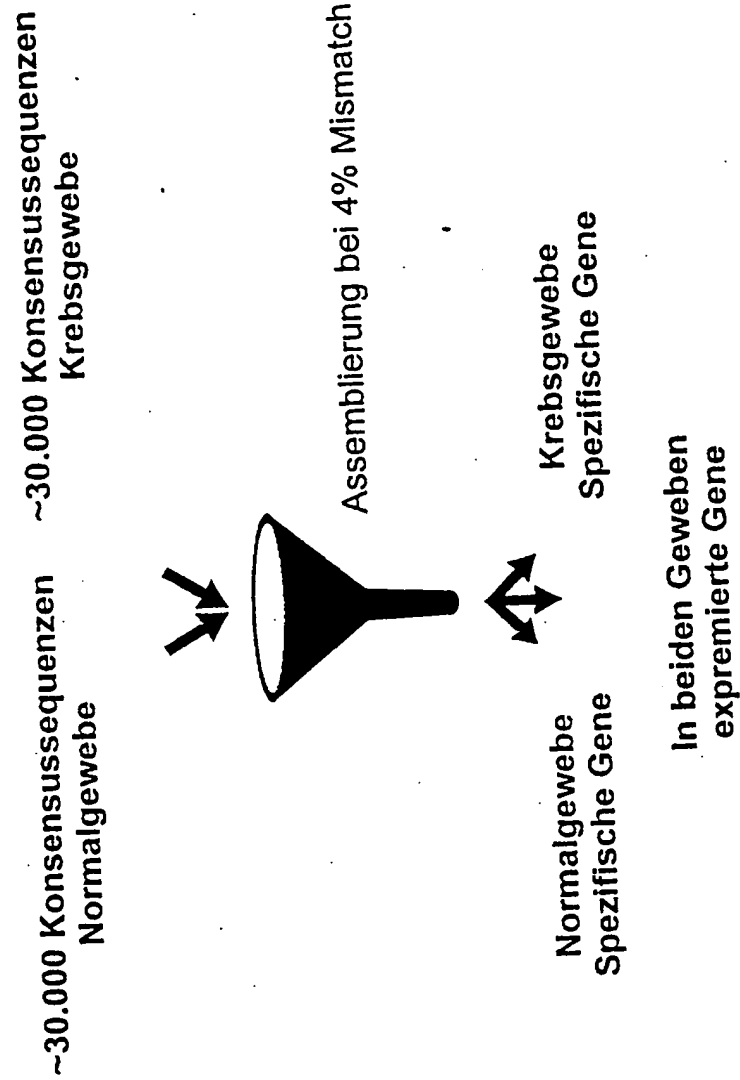 ~30.000 Konsensussequenzen
Normalgewebe
~30.000 Konsensussequenzen
Krebsgewebe
Assemblierung bei 4% Mismatch
Normalgewebe
Spezifische Gene
Krebsgewebe
Spezifische Gene
In beiden Geweben
expremierte Gene